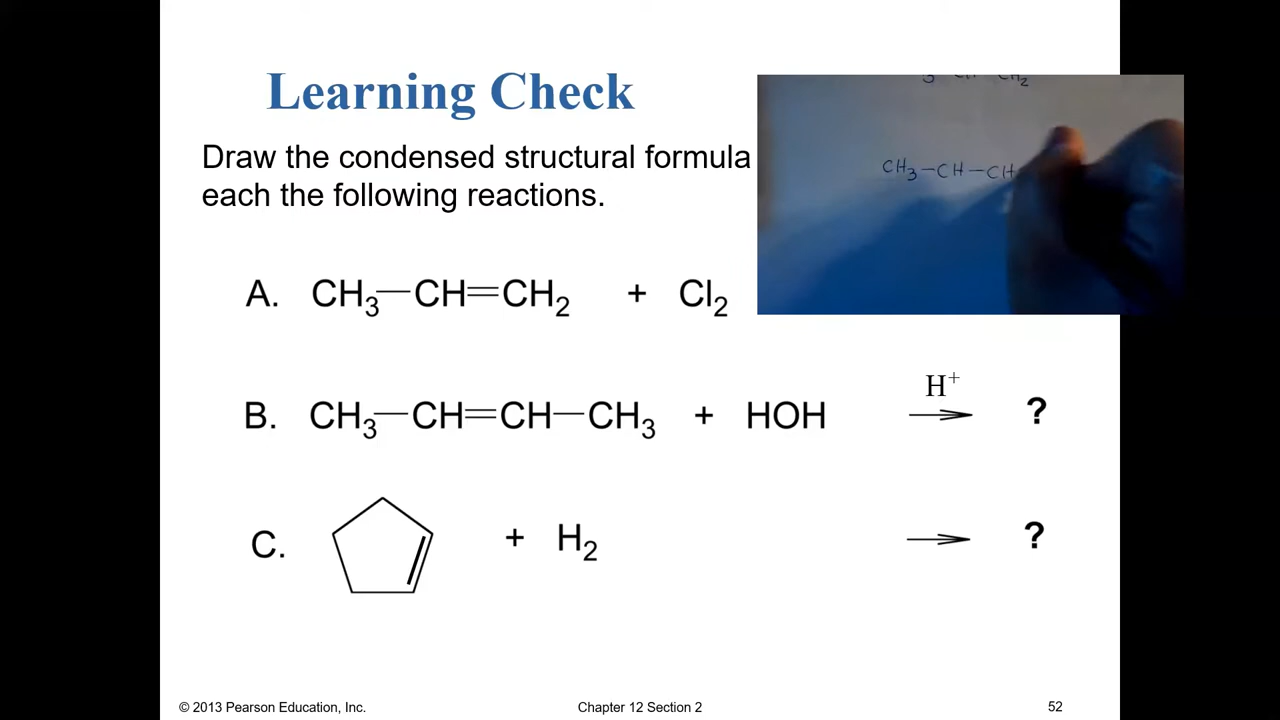 Learning Check
Draw the condensed structural formula
each the following reactions.
CH₃—CH—CH
A. CH₃—CH=CH₂ + Cl₂
H⁺
B. CH₃—CH=CH—CH₃ + HOH → ?
C. + H₂ → ?
© 2013 Pearson Education, Inc. Chapter 12 Section 2 52